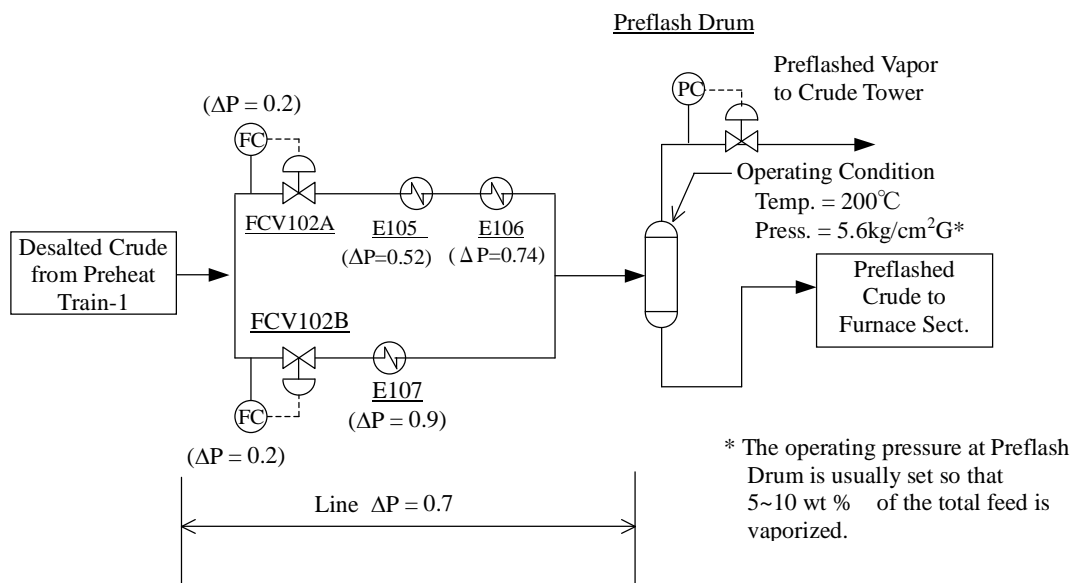 Preflash Drum
Preflashed Vapor
to Crude Tower
PC
(ΔP = 0.2)
FC
Operating Condition
Temp. = 200℃
Press. = 5.6kg/cm²G*
FCV102A
E105
E106
(ΔP=0.52)
( ΔP=0.74)
Desalted Crude
from Preheat
Train-1
Preflashed
Crude to
Furnace Sect.
FCV102B
E107
FC
(ΔP = 0.9)
(ΔP = 0.2)
* The operating pressure at Preflash
Drum is usually set so that
5~10 wt % of the total feed is
vaporized.
Line ΔP = 0.7